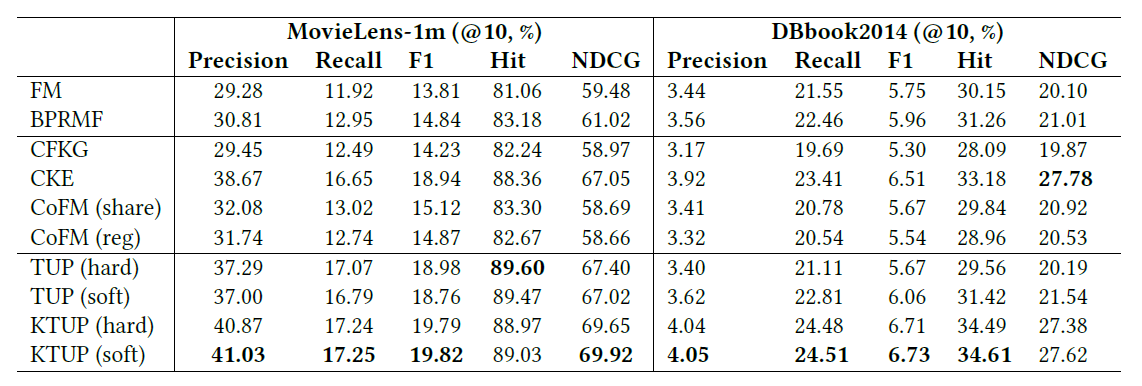 MovieLens-1m (@10, %) DBbook2014 (@10, %)
Precision Recall F1 Hit NDCG Precision Recall F1 Hit NDCG
FM 29.28 11.92 13.81 81.06 59.48 3.44 21.55 5.75 30.15 20.10
BPRMF 30.81 12.95 14.84 83.18 61.02 3.56 22.46 5.96 31.26 21.01
CFKG 29.45 12.49 14.23 82.24 58.97 3.17 19.69 5.30 28.09 19.87
CKE 38.67 16.65 18.94 88.36 67.05 3.92 23.41 6.51 33.18 27.78
CoFM (share) 32.08 13.02 15.12 83.30 58.69 3.41 20.78 5.67 29.84 20.92
CoFM (reg) 31.74 12.74 14.87 82.67 58.66 3.32 20.54 5.54 28.96 20.53
TUP (hard) 37.29 17.07 18.98 89.60 67.40 3.40 21.11 5.67 29.56 20.19
TUP (soft) 37.00 16.79 18.76 89.47 67.02 3.62 22.81 6.06 31.42 21.54
KTUP (hard) 40.87 17.24 19.79 88.97 69.65 4.04 24.48 6.71 34.49 27.38
KTUP (soft) 41.03 17.25 19.82 89.03 69.92 4.05 24.51 6.73 34.61 27.62